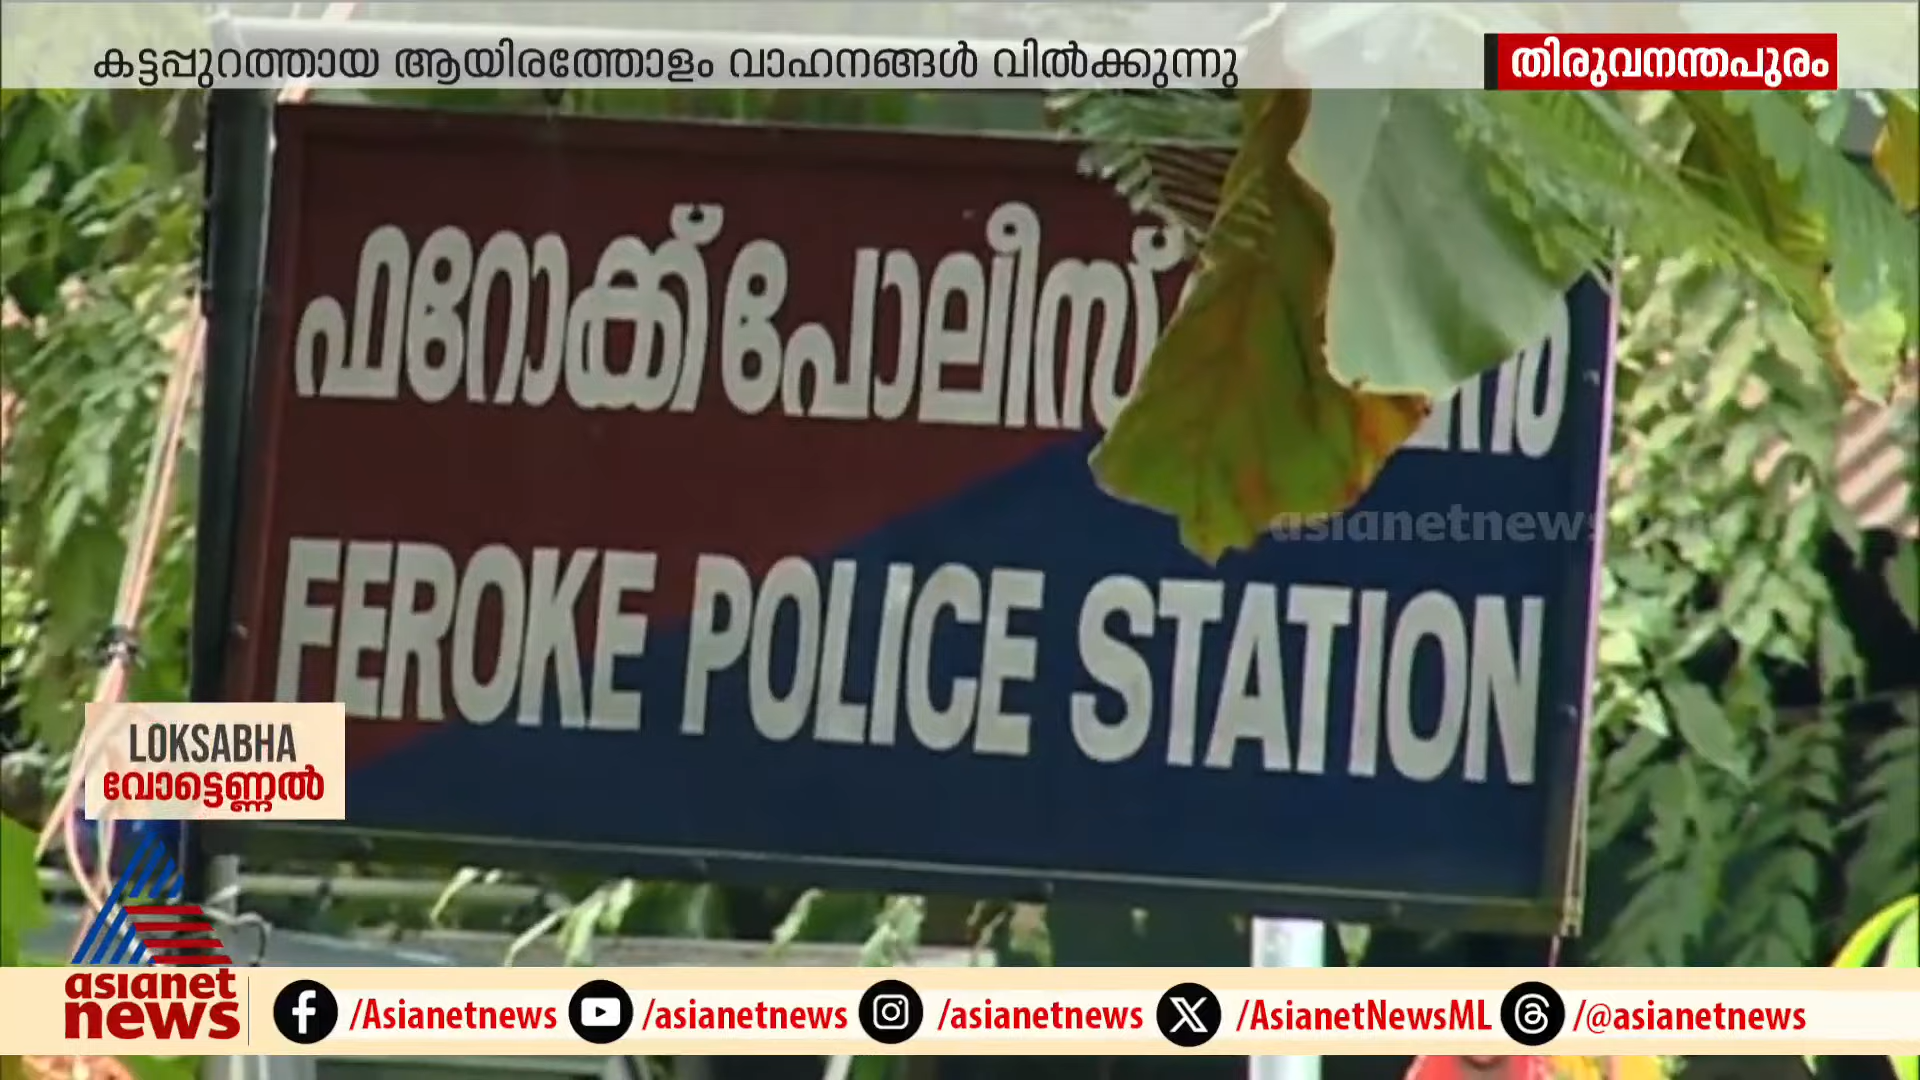 കട്ടപ്പുറത്തായ ആയിരത്തോളം വാഹനങ്ങൾ വിൽക്കുന്നു
തിരുവനന്തപുരം
ഫറോക്ക് പോലീസ്
FEROKE POLICE STATION
asianetnews
LOKSABHA
വോട്ടെണ്ണൽ
asianet
news
/Asianetnews
/asianetnews
/asianetnews
/AsianetNewsML
/@asianetnews